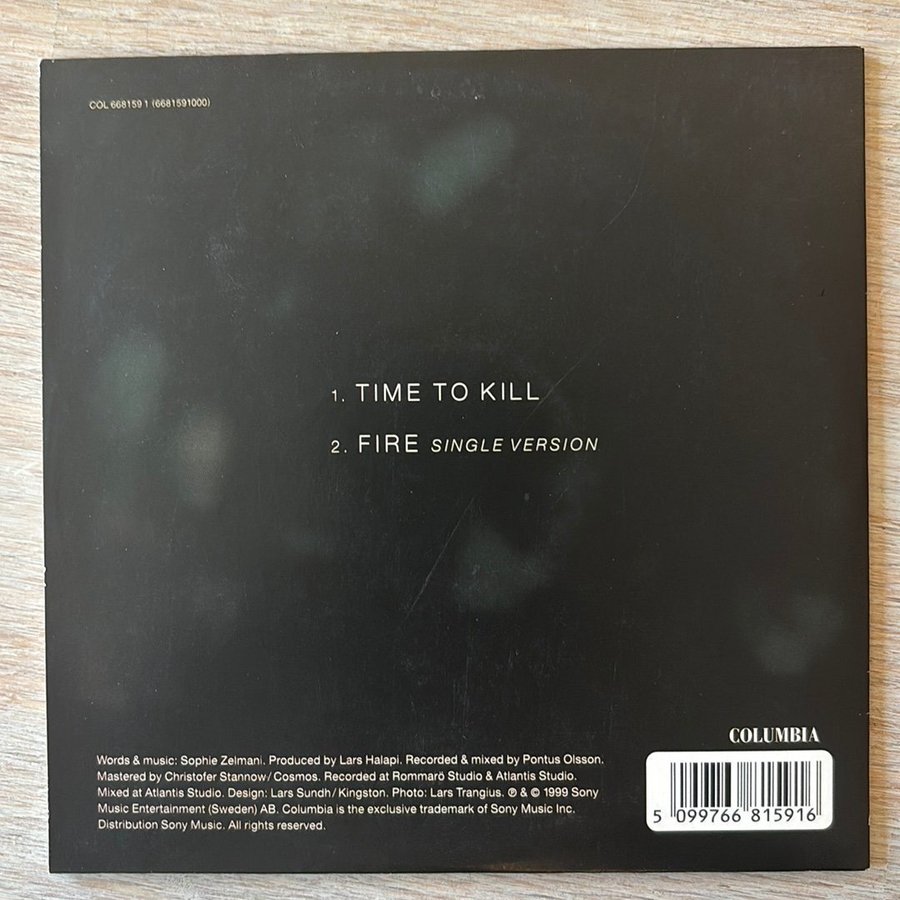 COL 668159 1 (6681591000)
1. TIME TO KILL
2. FIRE SINGLE VERSION
COLUMBIA
Words & music: Sophie Zelmani. Produced by Lars Halapi. Recorded & mixed by Pontus Olsson.
Mastered by Christofer Stannow/Cosmos. Recorded at Rommarö Studio & Atlantis Studio.
Mixed at Atlantis Studio. Design: Lars Sundh/Kingston. Photo: Lars Trangius. ℗ & © 1999 Sony
Music Entertainment (Sweden) AB. Columbia is the exclusive trademark of Sony Music Inc.
Distribution Sony Music. All rights reserved.
5 099766 815916